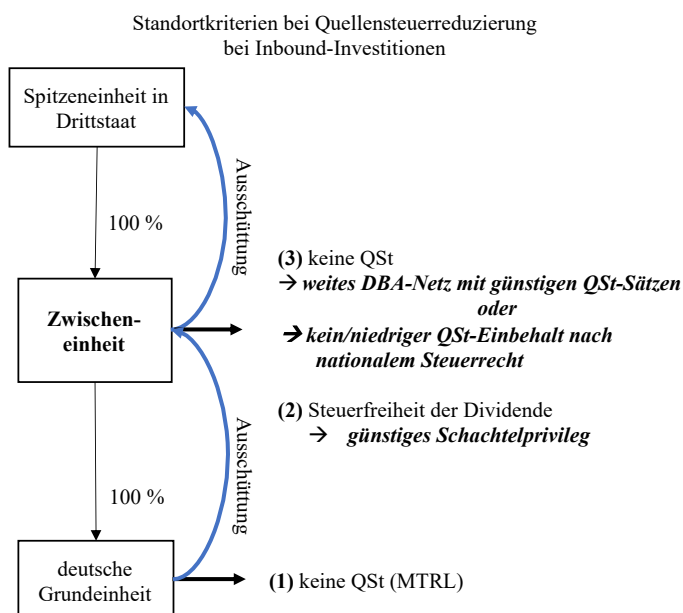 Standortkriterien bei Quellensteuerreduzierung
bei Inbound-Investitionen
Spitzeneinheit in
Drittstaat
Ausschüttung
100 %
(3) keine QSt
→ weites DBA-Netz mit günstigen QSt-Sätzen
oder
→ kein/niedriger QSt-Einbehalt nach
nationalem Steuerrecht
Zwischen-
einheit
(2) Steuerfreiheit der Dividende
→ günstiges Schachtelprivileg
Ausschüttung
100 %
deutsche
Grundeinheit
(1) keine QSt (MTRL)